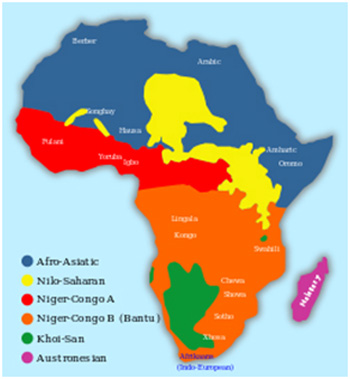 Berber
Arabic
Songhay
Hausa
Fulani
Yoruba
Igbo
Amharic
Oromo
Lingala
Kongo
Swahili
Chewa
Shona
Sotho
Xhosa
Malagasy
Afrikaans
(Indo-European)
Afro-Asiatic
Nilo-Saharan
Niger-Congo A
Niger-Congo B (Bantu)
Khoi-San
Austronesian